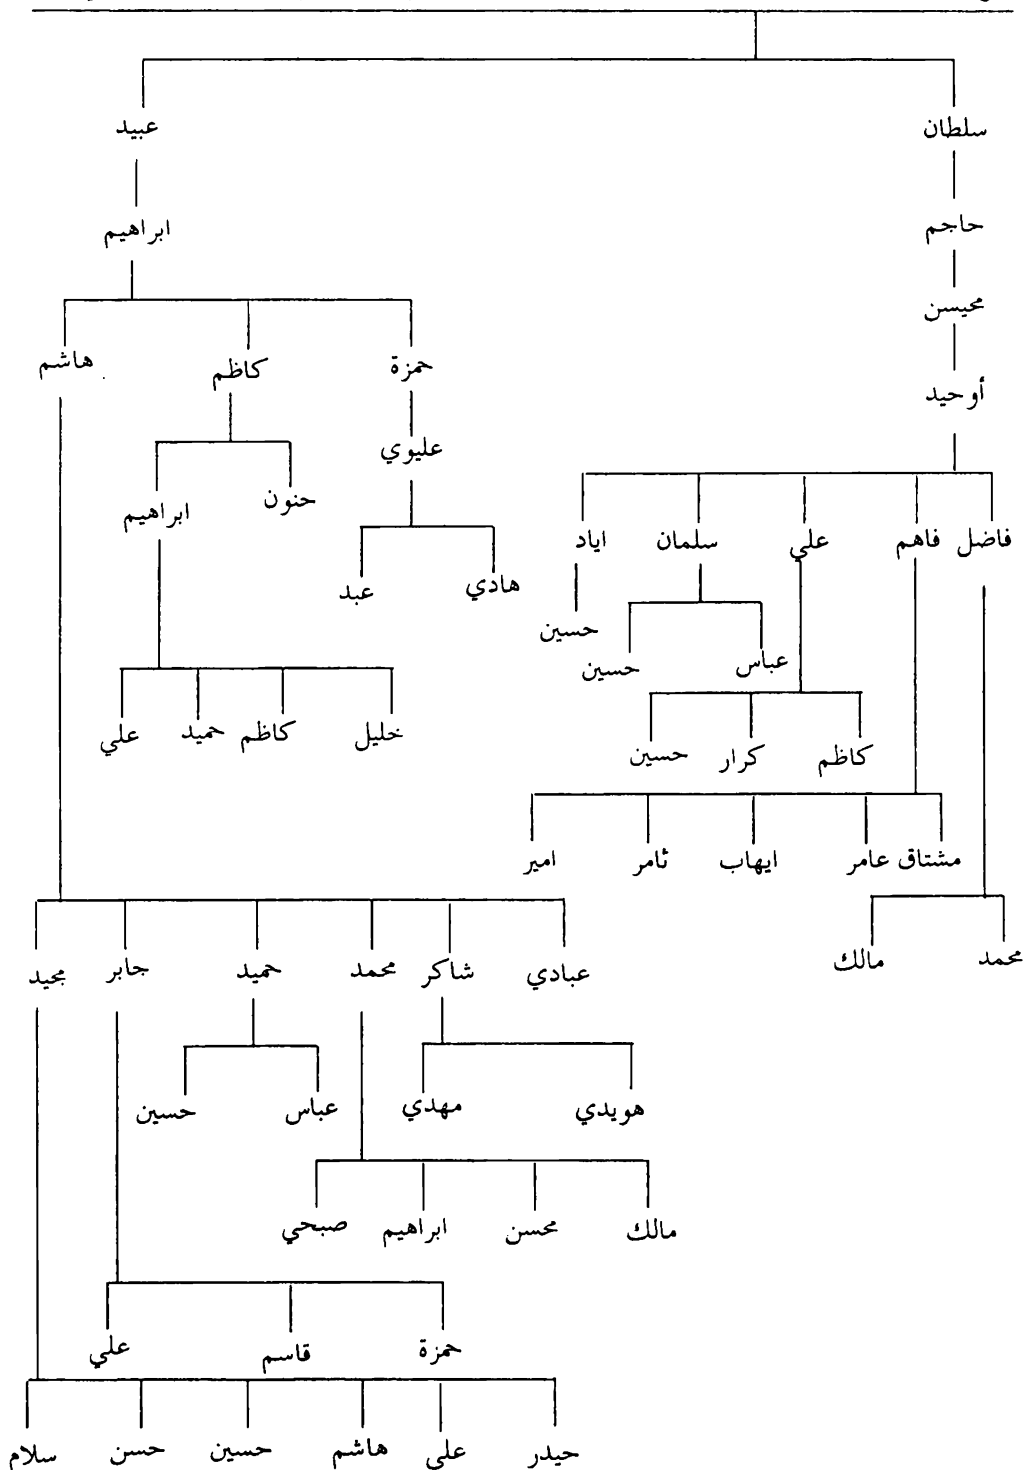 سلطان عبيد
حاجم ابراهيم
محيسن
حمزة كاظم هاشم
أوحيد
عليوي
حنون ابراهيم
فاضل فاهم علي سلمان اياد
هادي عبد
حسين
عباس حسين
خليل كاظم حميد علي
كاظم كرار حسين
مشتاق عامر ايهاب ثامر امير
محمد مالك
عبادي شاكر محمد حميد جابر مجيد
هويدي مهدي عباس حسين
مالك محسن ابراهيم صبحي
حمزة قاسم علي
حيدر علي هاشم حسين حسن سلام